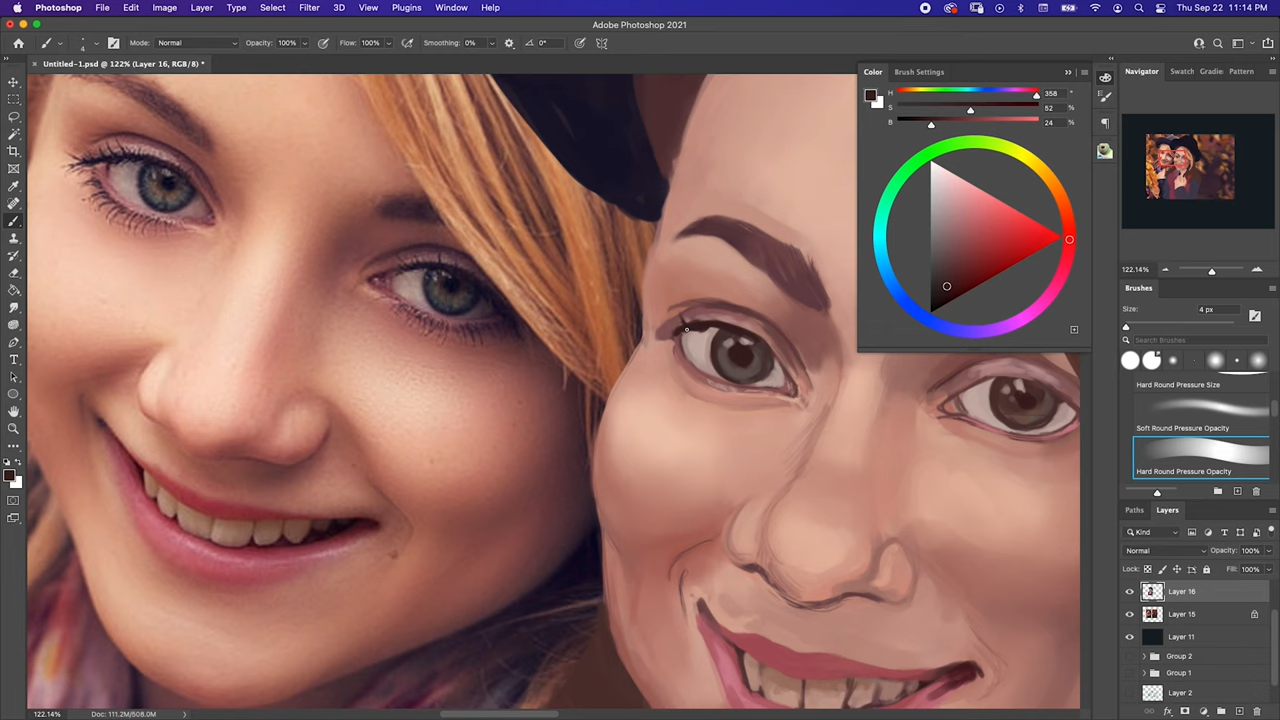 Photoshop File Edit Image Layer Type Select Filter 3D View Plugins Window Help Thu Sep 22 11:14 PM
Adobe Photoshop 2021
Mode: Normal Opacity: 100% Flow: 100% Smoothing: 0% 0°
4
Untitled-1.psd @ 122% (Layer 16, RGB/8) *
Color Brush Settings
H 358 °
S 52 %
B 24 %
Navigator Swatch Gradie Pattern
122.14%
Brushes
Size: 4 px
Search Brushes
Hard Round Pressure Size
Soft Round Pressure Opacity
Hard Round Pressure Opacity
Paths Layers
Kind
Normal Opacity: 100%
Lock: Fill: 100%
Layer 16
Layer 15
Layer 11
Group 2
Group 1
Layer 2
fx
122.14% Doc: 111.2M/508.0M